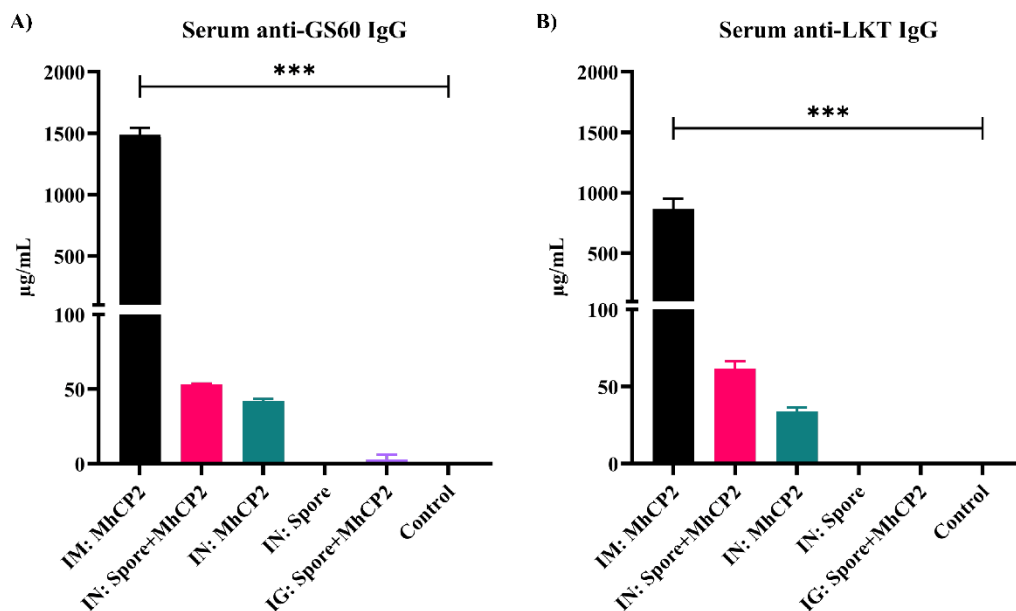 A)
Serum anti-GS60 IgG
***
2000
1500
1000
500
100
50
0
µg/mL
IM: MhCP2
IN: Spore+MhCP2
IN: MhCP2
IN: Spore
IG: Spore+MhCP2
Control
B)
Serum anti-LKT IgG
***
2000
1500
1000
500
100
50
0
µg/mL
IM: MhCP2
IN: Spore+MhCP2
IN: MhCP2
IN: Spore
IG: Spore+MhCP2
Control